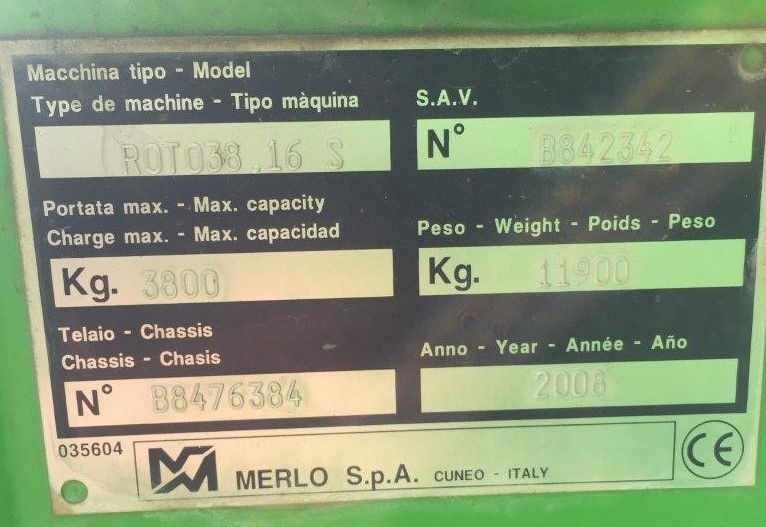 Macchina tipo - Model
Type de machine - Tipo màquina
ROTO38.16 S
S.A.V.
N° B842342
Portata max. - Max. capacity
Charge max. - Max. capacidad
Kg. 3800
Peso - Weight - Poids - Peso
Kg. 11900
Telaio - Chassis
Chassis - Chasis
N° B8476384
Anno - Year - Année - Año
2008
035604
MERLO S.p.A. CUNEO - ITALY
CE